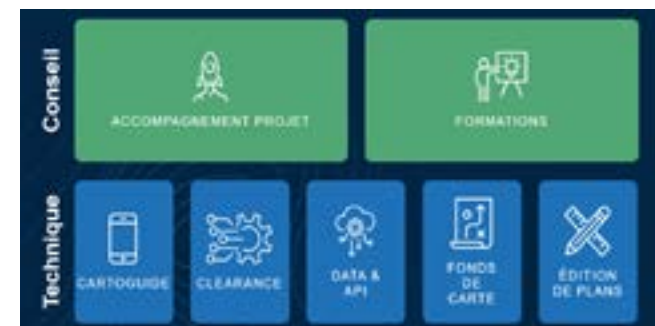 Conseil
ACCOMPAGNEMENT PROJET
FORMATIONS
Technique
CARTOGUIDE
CLEARANCE
DATA &
API
FONDS
DE
CARTE
ÉDITION
DE PLANS